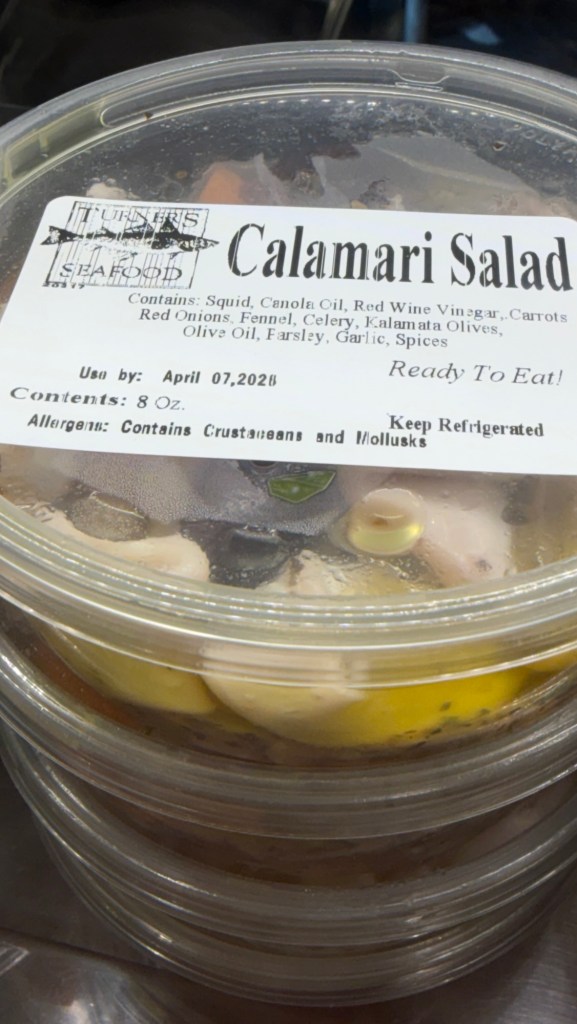 TURNERS
SEAFOOD
Calamari Salad
Contains: Squid, Canola Oil, Red Wine Vinegar, Carrots
Red Onions, Fennel, Celery, Kalamata Olives,
Olive Oil, Parsley, Garlic, Spices
Ready To Eat!
Use by: April 07,2026
Contents: 8 Oz.
Keep Refrigerated
Allergens: Contains Crustaceans and Mollusks